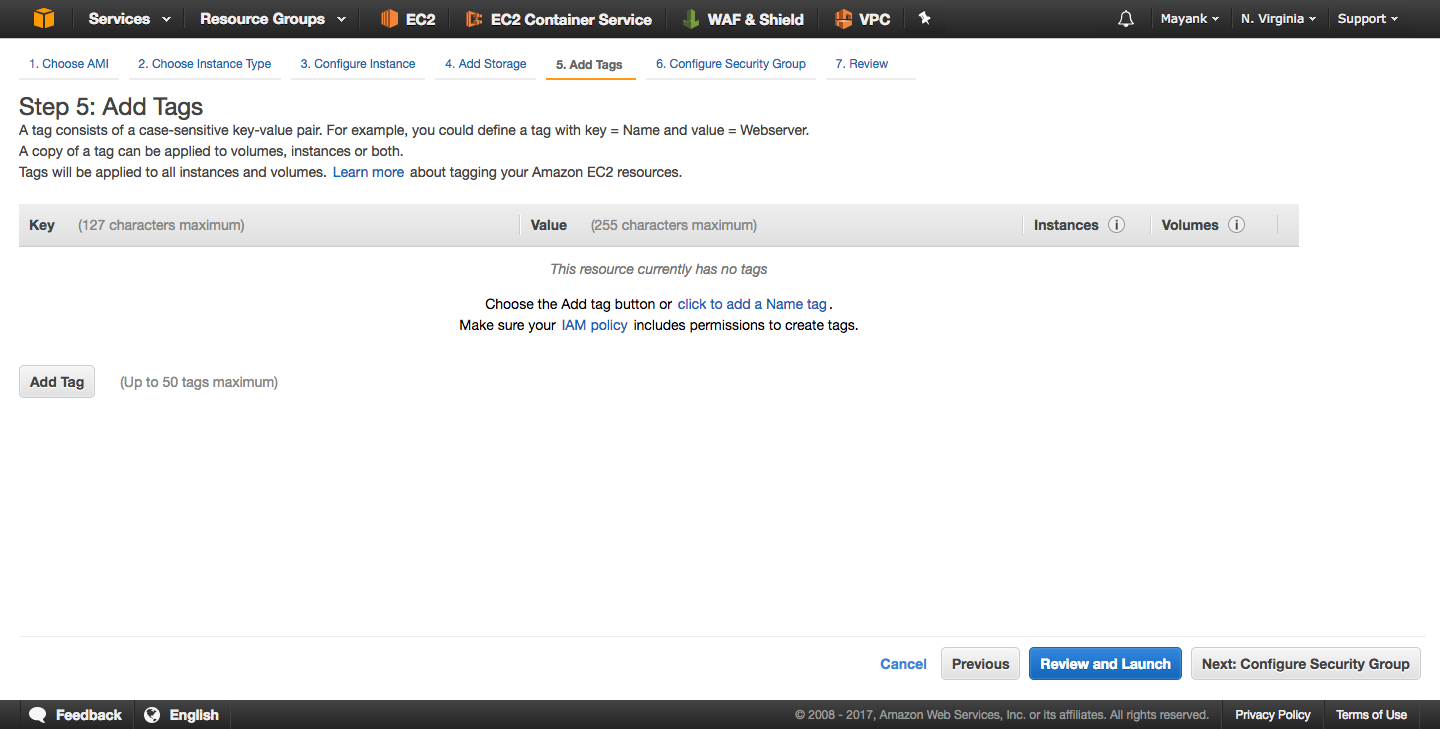 Services Resource Groups EC2 EC2 Container Service WAF & Shield VPC Mayank N. Virginia Support
1. Choose AMI 2. Choose Instance Type 3. Configure Instance 4. Add Storage 5. Add Tags 6. Configure Security Group 7. Review
Step 5: Add Tags
A tag consists of a case-sensitive key-value pair. For example, you could define a tag with key = Name and value = Webserver.
A copy of a tag can be applied to volumes, instances or both.
Tags will be applied to all instances and volumes. Learn more about tagging your Amazon EC2 resources.
Key (127 characters maximum) Value (255 characters maximum) Instances i Volumes i
This resource currently has no tags
Choose the Add tag button or click to add a Name tag.
Make sure your IAM policy includes permissions to create tags.
Add Tag (Up to 50 tags maximum)
Cancel Previous Review and Launch Next: Configure Security Group
Feedback English © 2008 - 2017, Amazon Web Services, Inc. or its affiliates. All rights reserved. Privacy Policy Terms of Use